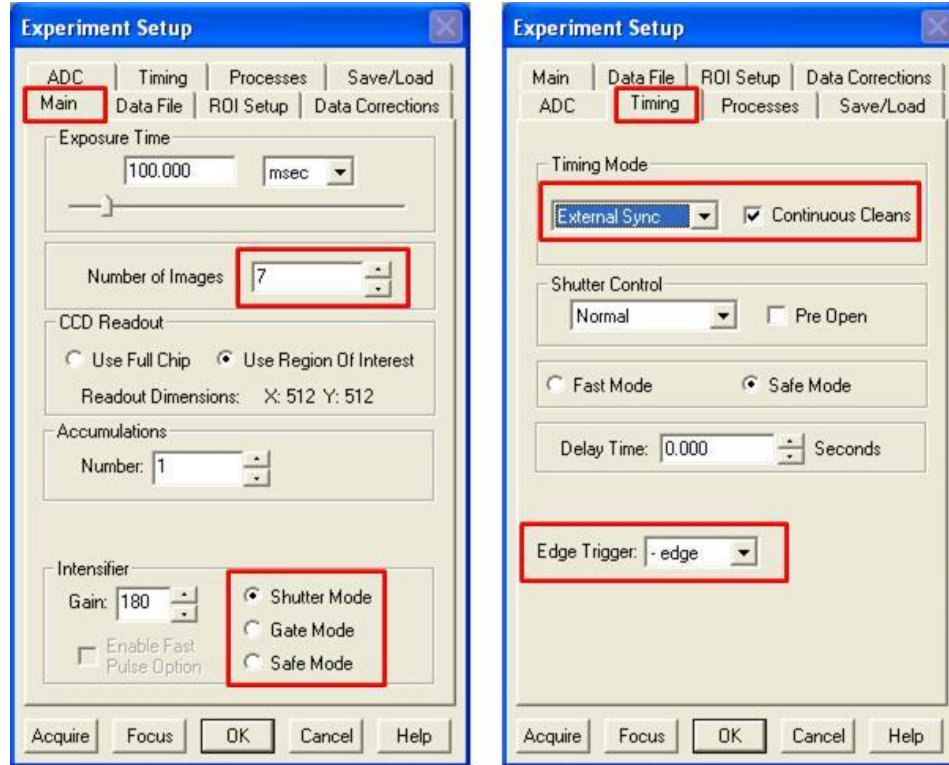 Experiment Setup
ADC Timing Processes Save/Load
Main Data File ROI Setup Data Corrections
Exposure Time
100.000 msec
Number of Images 7
CCD Readout
Use Full Chip Use Region Of Interest
Readout Dimensions: X: 512 Y: 512
Accumulations
Number: 1
Intensifier
Gain: 180
Shutter Mode
Gate Mode
Safe Mode
Enable Fast
Pulse Option
Acquire Focus OK Cancel Help
Experiment Setup
Main Data File ROI Setup Data Corrections
ADC Timing Processes Save/Load
Timing Mode
External Sync Continuous Cleans
Shutter Control
Normal Pre Open
Fast Mode Safe Mode
Delay Time: 0.000 Seconds
Edge Trigger: - edge
Acquire Focus OK Cancel Help